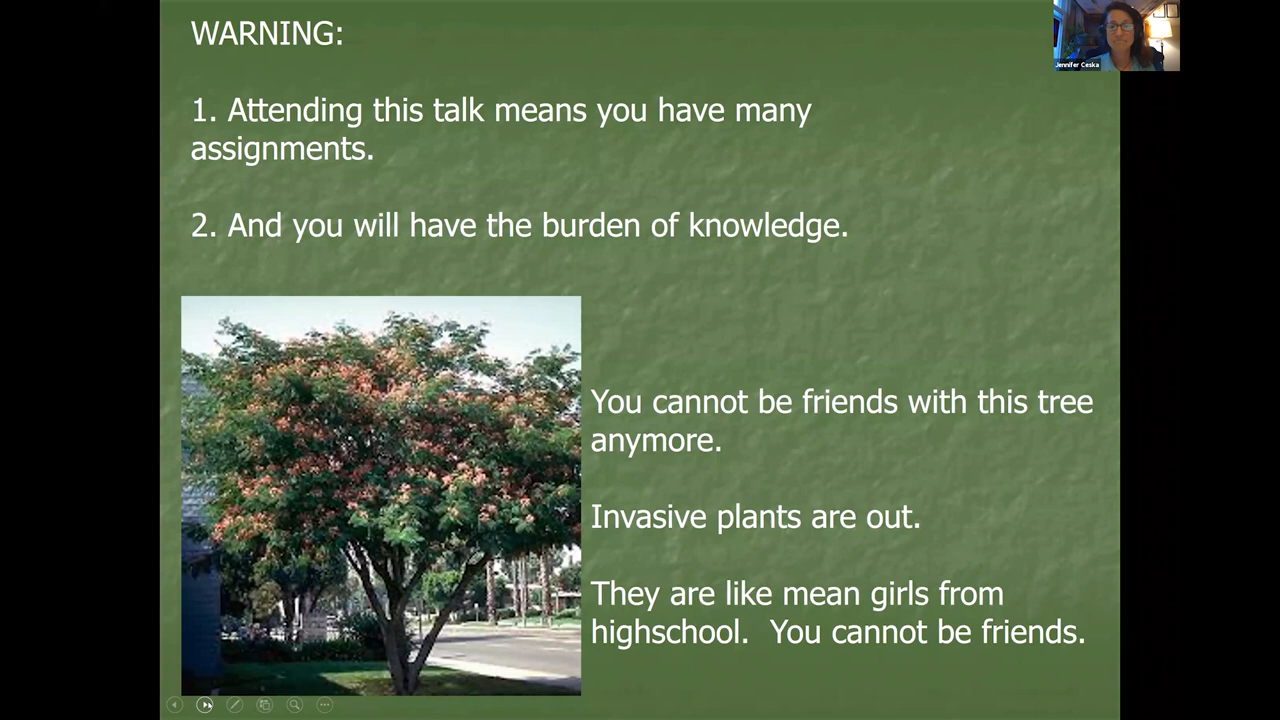 WARNING:
Jennifer Ceska
1. Attending this talk means you have many
assignments.
2. And you will have the burden of knowledge.
You cannot be friends with this tree
anymore.
Invasive plants are out.
They are like mean girls from
highschool.  You cannot be friends.